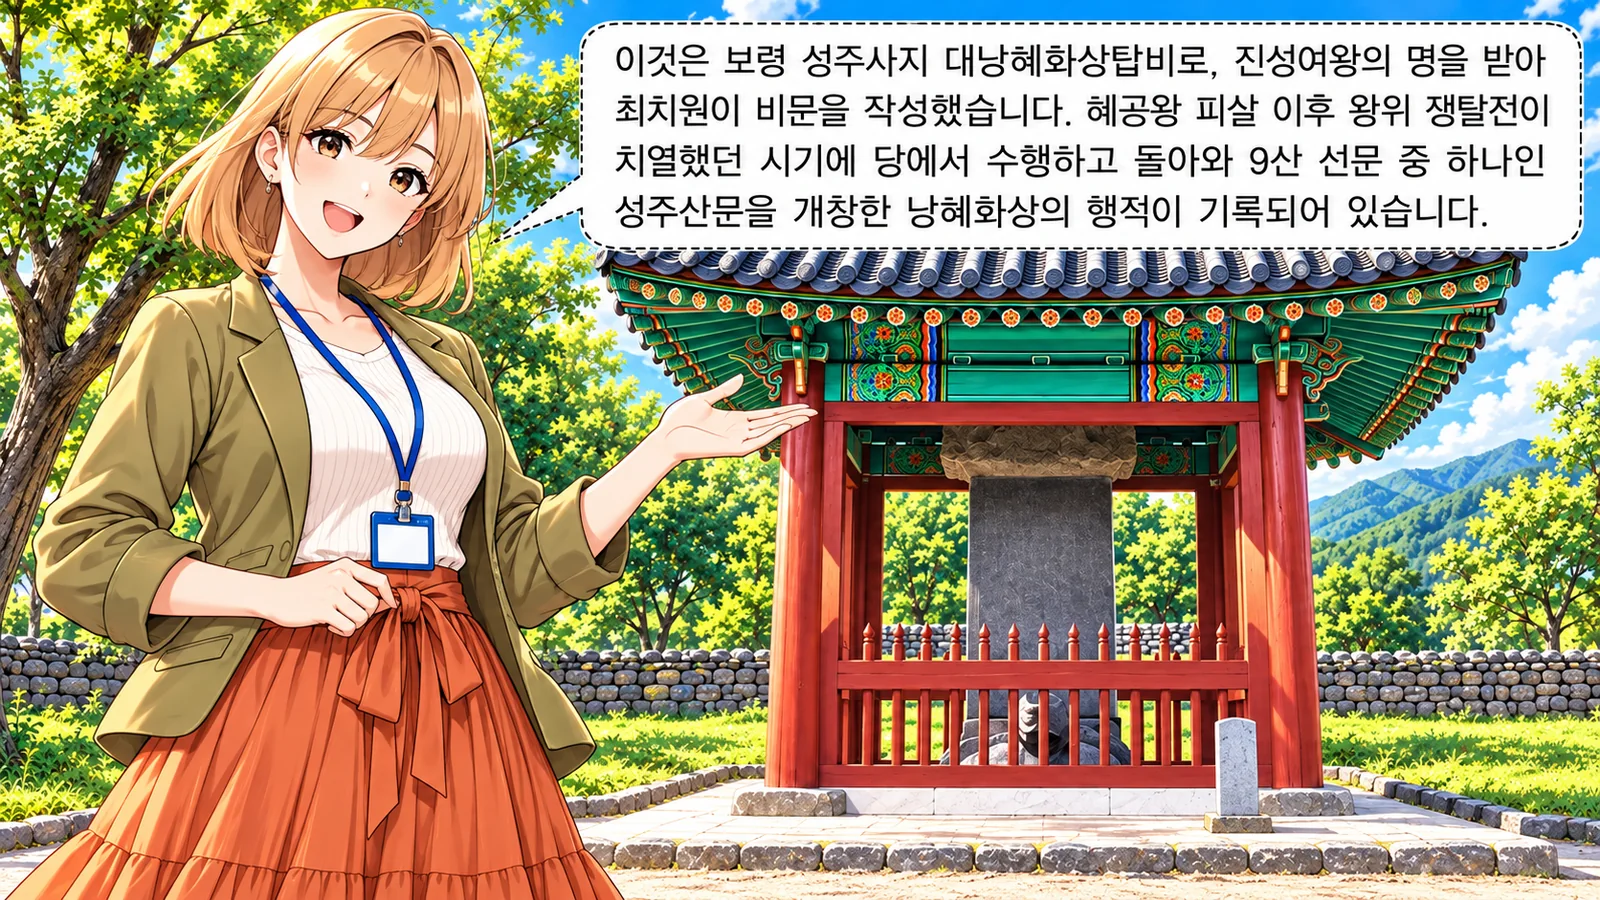 이것은 보령 성주사지 대낭혜화상탑비로, 진성여왕의 명을 받아
최치원이 비문을 작성했습니다. 혜공왕 피살 이후 왕위 쟁탈전이
치열했던 시기에 당에서 수행하고 돌아와 9산 선문 중 하나인
성주산문을 개창한 낭혜화상의 행적이 기록되어 있습니다.